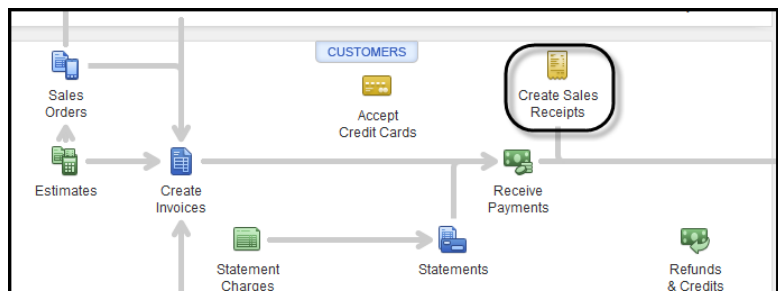 CUSTOMERS
Sales
Orders
Accept
Credit Cards
Create Sales
Receipts
Estimates
Create
Invoices
Receive
Payments
Statement
Charges
Statements
Refunds
& Credits